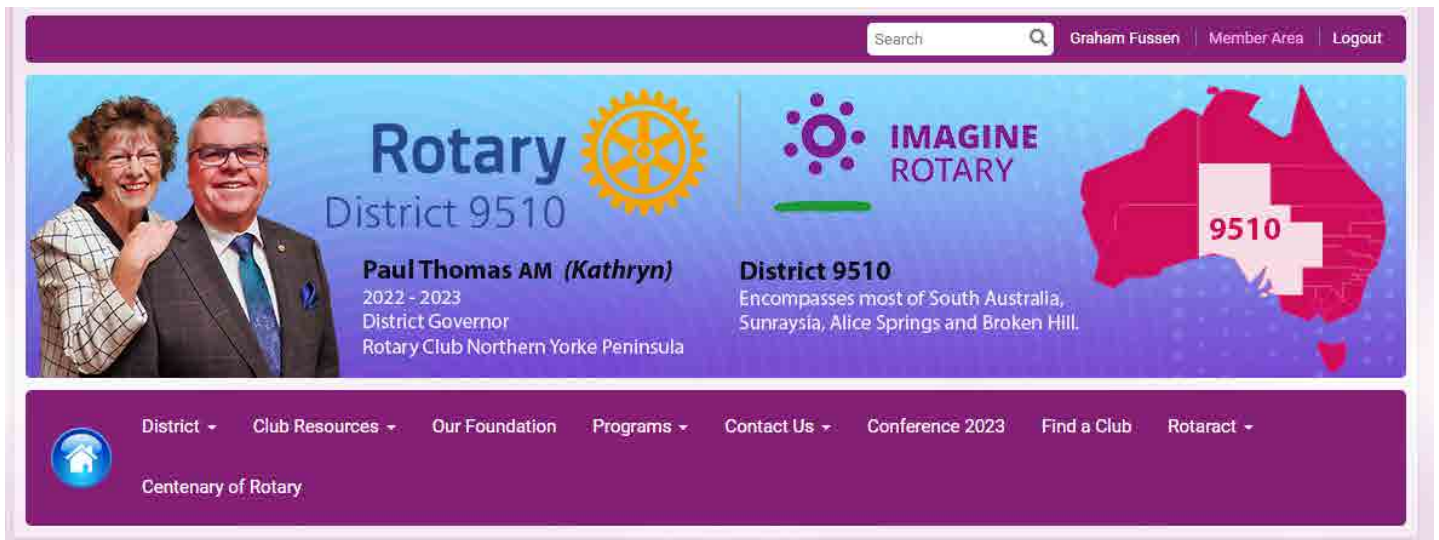 Search
Graham Fussen | Member Area | Logout
Rotary
District 9510
IMAGINE
ROTARY
9510
Paul Thomas AM (Kathryn)
2022 - 2023
District Governor
Rotary Club Northern Yorke Peninsula
District 9510
Encompasses most of South Australia,
Sunraysia, Alice Springs and Broken Hill.
District
Club Resources
Our Foundation
Programs
Contact Us
Conference 2023
Find a Club
Rotaract
Centenary of Rotary